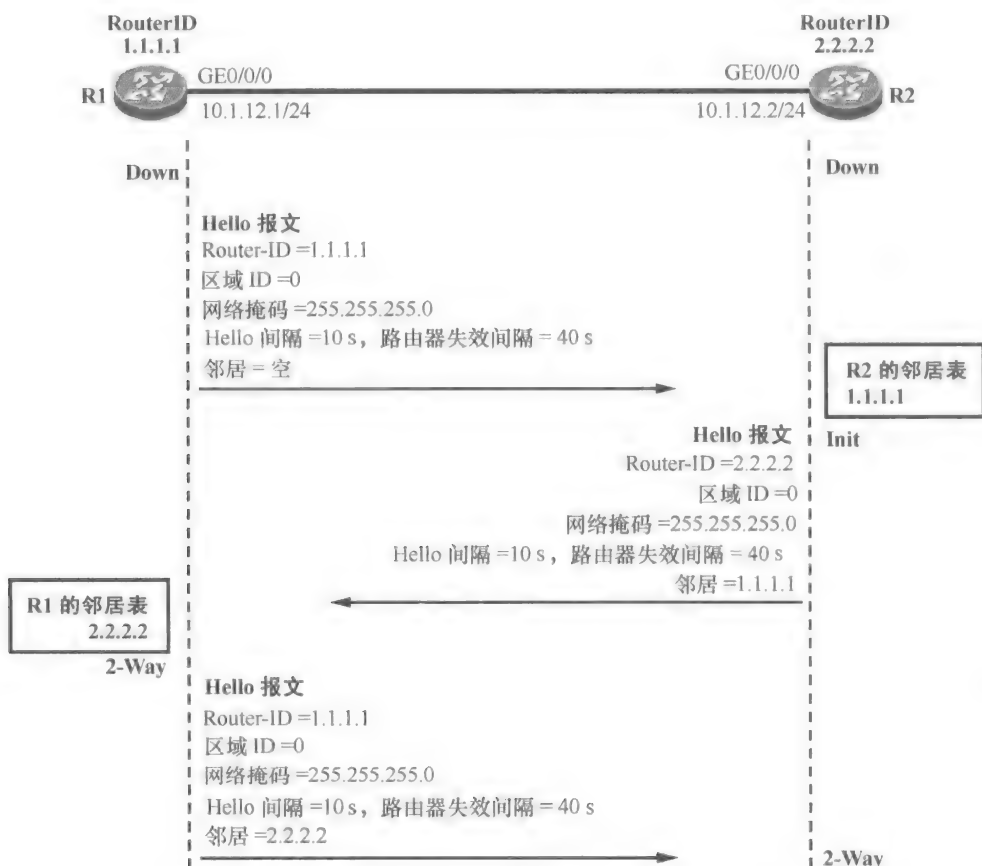 RouterID
1.1.1.1
RouterID
2.2.2.2
R1
GE0/0/0
GE0/0/0
R2
10.1.12.1/24
10.1.12.2/24
Down
Down
Hello 报文
Router-ID =1.1.1.1
区域 ID =0
网络掩码 =255.255.255.0
Hello 间隔 =10 s，路由器失效间隔 = 40 s
邻居 = 空
R2 的邻居表
1.1.1.1
Init
Hello 报文
Router-ID =2.2.2.2
区域 ID =0
网络掩码 =255.255.255.0
Hello 间隔 =10 s，路由器失效间隔 = 40 s
邻居 =1.1.1.1
R1 的邻居表
2.2.2.2
2-Way
Hello 报文
Router-ID =1.1.1.1
区域 ID =0
网络掩码 =255.255.255.0
Hello 间隔 =10 s，路由器失效间隔 = 40 s
邻居 =2.2.2.2
2-Way